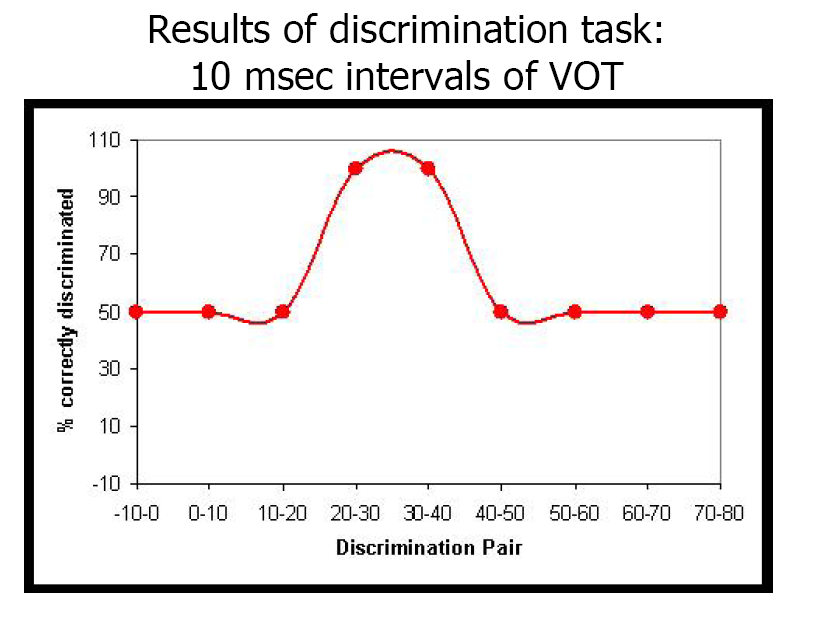 Results of discrimination task:
10 msec intervals of VOT
110
90
70
50
30
10
-10
% correctly discriminated
-10-0 0-10 10-20 20-30 30-40 40-50 50-60 60-70 70-80
Discrimination Pair